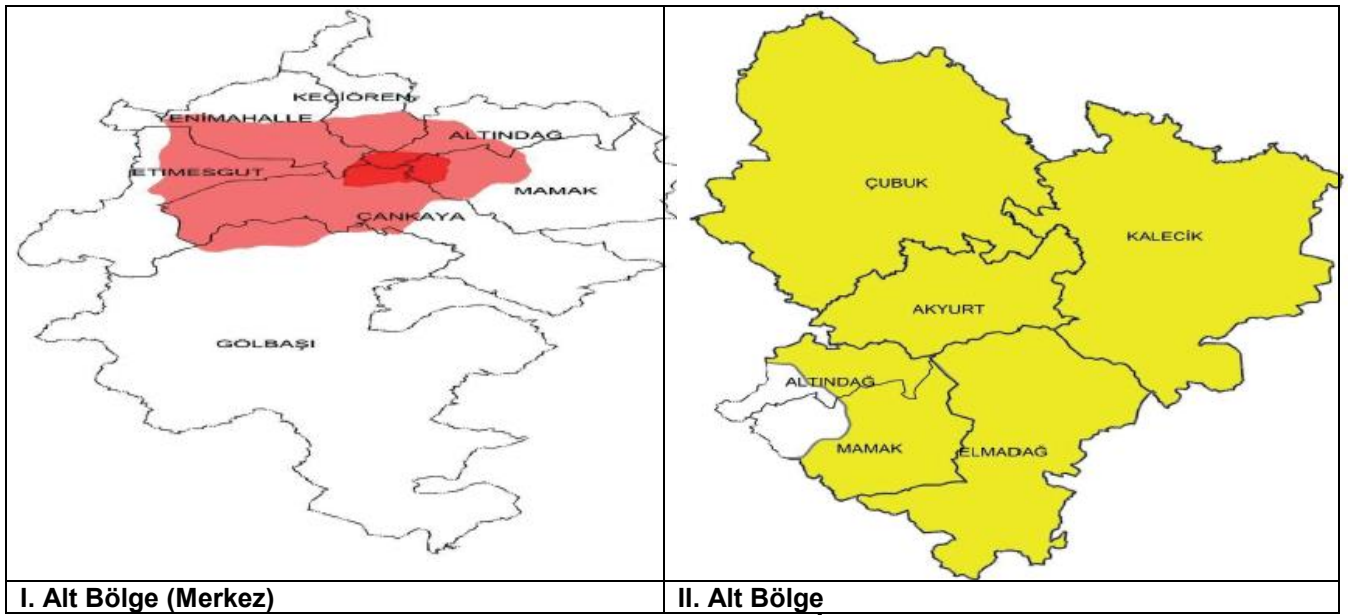 KEÇİÖREN
YENİMAHALLE
ALTINDAĞ
ETİMESGUT
MAMAK
ÇANKAYA
GÖLBAŞI
I. Alt Bölge (Merkez)
ÇUBUK
KALECİK
AKYURT
ALTINDAĞ
MAMAK
ELMADAĞ
II. Alt Bölge